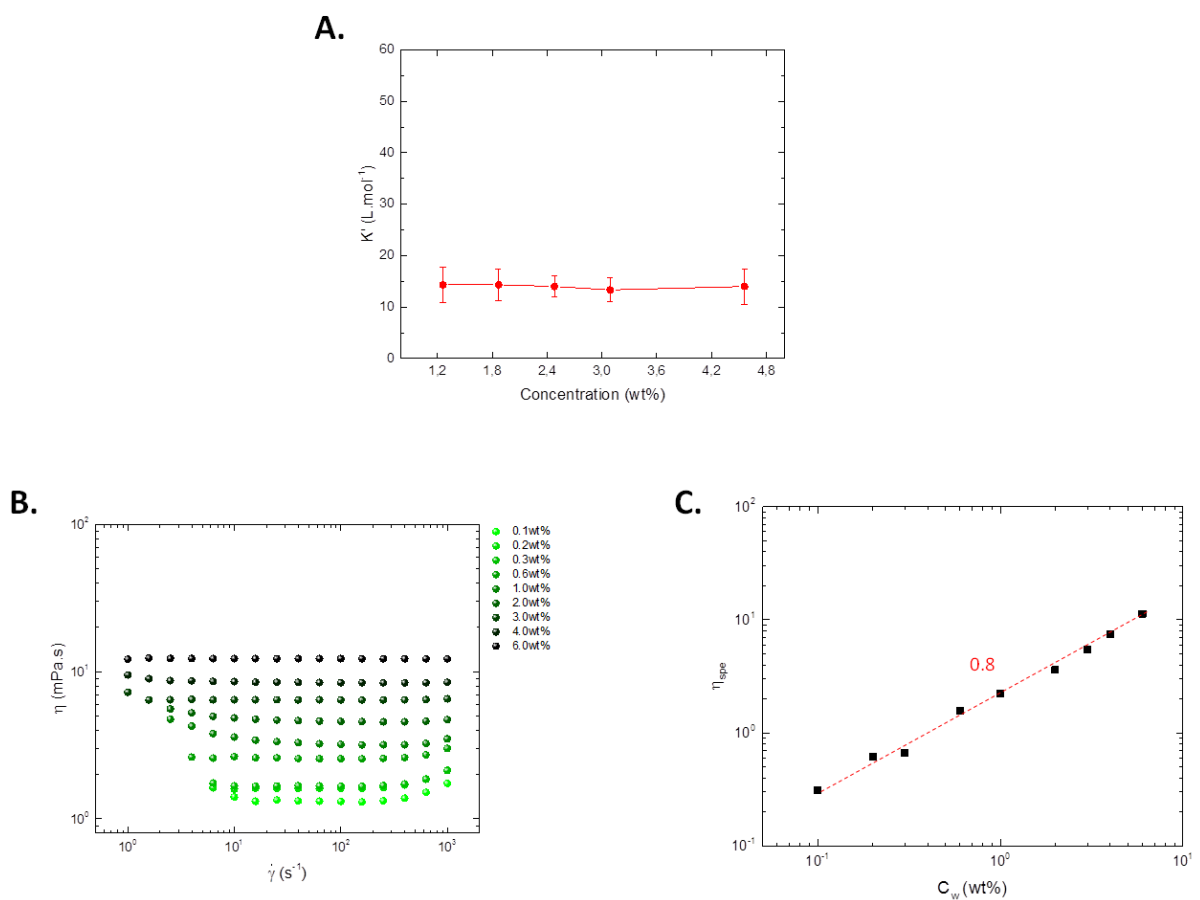 A.
60
50
40
30
20
10
0
K' (L.mol⁻¹)
1,2 1,8 2,4 3,0 3,6 4,2 4,8
Concentration (wt%)
B.
10²
10¹
10⁰
η (mPa.s)
10⁰ 10¹ 10² 10³
γ̇ (s⁻¹)
0.1wt%
0.2wt%
0.3wt%
0.6wt%
1.0wt%
2.0wt%
3.0wt%
4.0wt%
6.0wt%
C.
10²
10¹
10⁰
10⁻¹
η_spe
0.8
10⁻¹ 10⁰ 10¹
C_w (wt%)